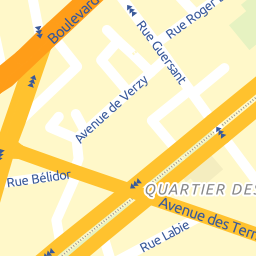 Boulevard
Rue Guersant
Rue Roger
Avenue de Verzy
Rue Bélidor
QUARTIER DES
Avenue des Tern
Rue Labie